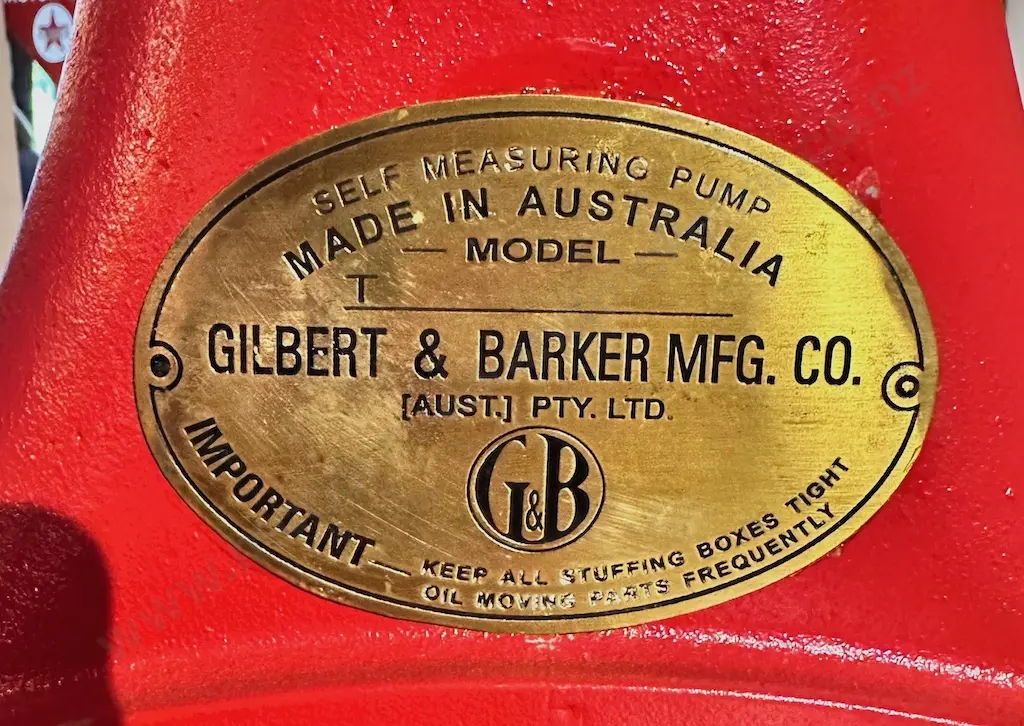 SELF MEASURING PUMP
MADE IN AUSTRALIA
— MODEL —
T
GILBERT & BARKER MFG. CO.
[AUST.] PTY. LTD.
G&B
IMPORTANT —
KEEP ALL STUFFING BOXES TIGHT
OIL MOVING PARTS FREQUENTLY